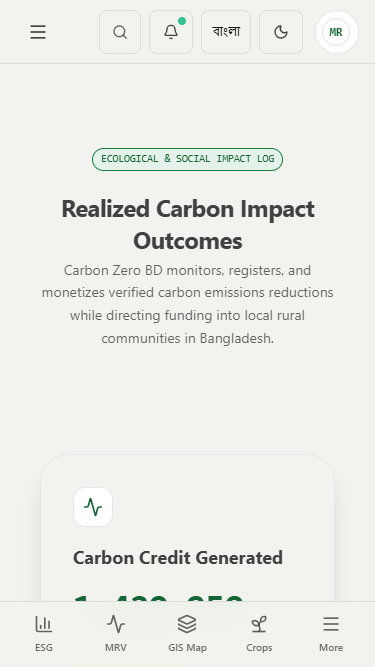 বাংলা
MR
ECOLOGICAL & SOCIAL IMPACT LOG
Realized Carbon Impact
Outcomes
Carbon Zero BD monitors, registers, and
monetizes verified carbon emissions reductions
while directing funding into local rural
communities in Bangladesh.
Carbon Credit Generated
ESG
MRV
GIS Map
Crops
More